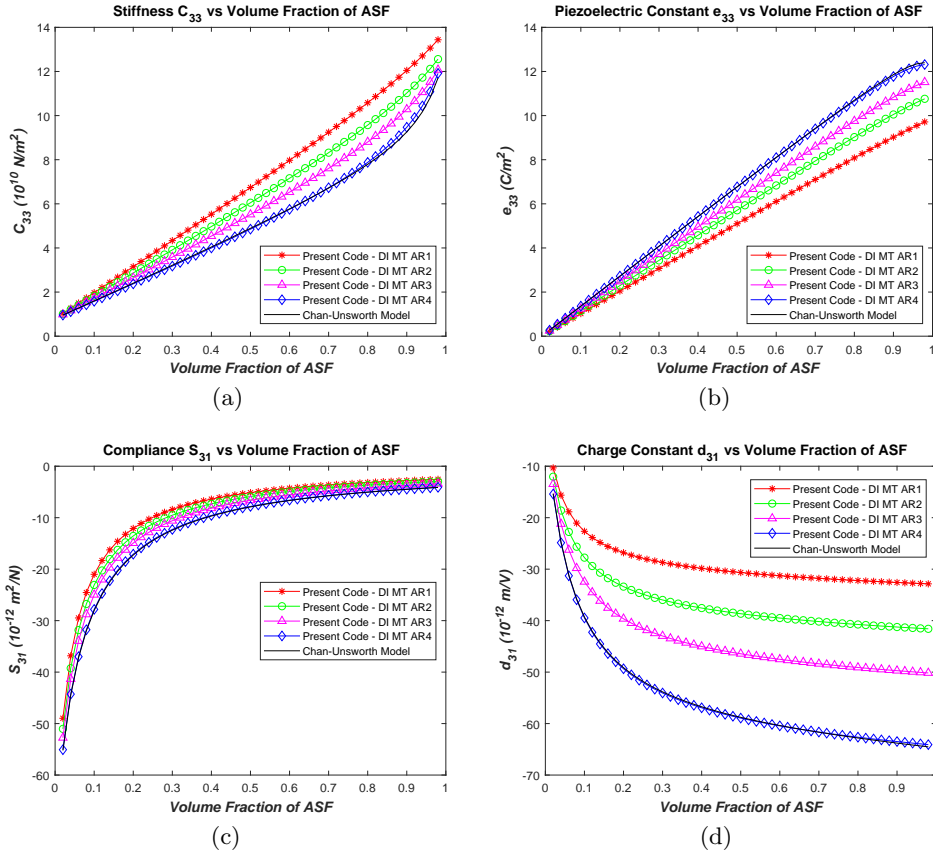 Stiffness C33 vs Volume Fraction of ASF
14
12
10
8
6
4
2
0
C33 (10^10 N/m^2)
0 0.1 0.2 0.3 0.4 0.5 0.6 0.7 0.8 0.9 1
Volume Fraction of ASF
Present Code - DI MT AR1
Present Code - DI MT AR2
Present Code - DI MT AR3
Present Code - DI MT AR4
Chan-Unsworth Model
(a)
Piezoelectric Constant e33 vs Volume Fraction of ASF
14
12
10
8
6
4
2
0
e33 (C/m^2)
0 0.1 0.2 0.3 0.4 0.5 0.6 0.7 0.8 0.9 1
Volume Fraction of ASF
Present Code - DI MT AR1
Present Code - DI MT AR2
Present Code - DI MT AR3
Present Code - DI MT AR4
Chan-Unsworth Model
(b)
Compliance S31 vs Volume Fraction of ASF
0
-10
-20
-30
-40
-50
-60
S31 (10^-12 m^2/N)
0 0.1 0.2 0.3 0.4 0.5 0.6 0.7 0.8 0.9 1
Volume Fraction of ASF
Present Code - DI MT AR1
Present Code - DI MT AR2
Present Code - DI MT AR3
Present Code - DI MT AR4
Chan-Unsworth Model
(c)
Charge Constant d31 vs Volume Fraction of ASF
-10
-20
-30
-40
-50
-60
-70
d31 (10^-12 m/V)
0 0.1 0.2 0.3 0.4 0.5 0.6 0.7 0.8 0.9
Volume Fraction of ASF
Present Code - DI MT AR1
Present Code - DI MT AR2
Present Code - DI MT AR3
Present Code - DI MT AR4
Chan-Unsworth Model
(d)